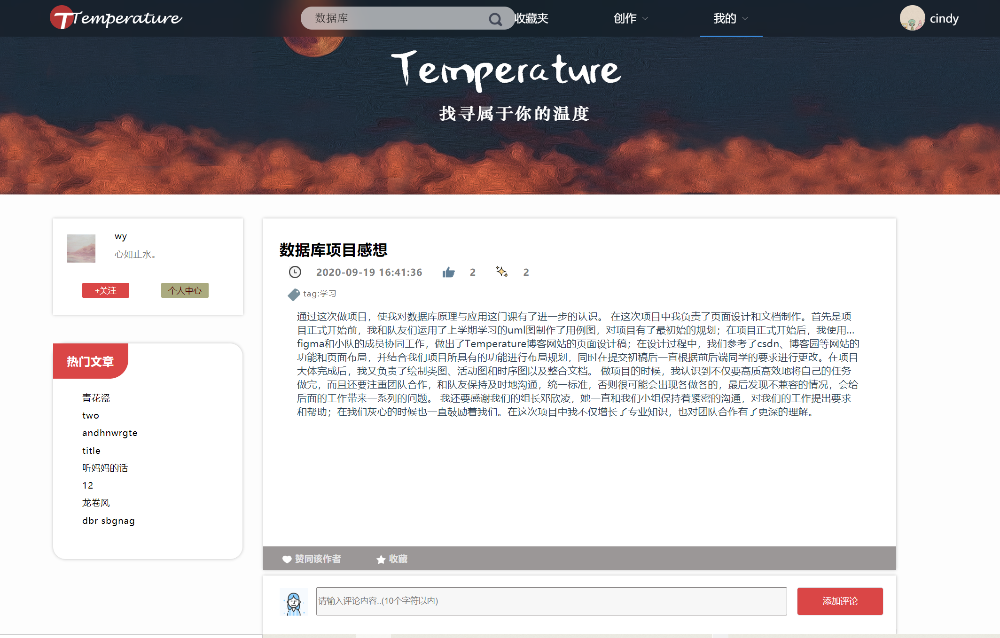 Temperature
数据库
收藏夹
创作
我的
cindy
Temperature
找寻属于你的温度
wy
心如止水。
+关注
个人中心
热门文章
青花瓷
two
andhnwrgte
title
听妈妈的话
12
龙卷风
dbr sbgnag
数据库项目感想
2020-09-19 16:41:36 2 2
tag:学习
通过这次做项目，使我对数据库原理与应用这门课有了进一步的认识。 在这次项目中我负责了页面设计和文档制作。首先是项
目正式开始前，我和队友们运用了上学期学习的uml图制作了用例图，对项目有了最初始的规划；在项目正式开始后，我使用...
figma和小队的成员协同工作，做出了Temperature博客网站的页面设计稿；在设计过程中，我们参考了csdn、博客园等网站的
功能和页面布局，并结合我们项目所具有的功能进行布局规划，同时在提交初稿后一直根据前后端同学的要求进行更改。在项目
大体完成后，我又负责了绘制类图、活动图和时序图以及整合文档。 做项目的时候，我认识到不仅要高质高效地将自己的任务
做完，而且还要注重团队合作，和队友保持及时地沟通，统一标准，否则很可能会出现各做各的，最后发现不兼容的情况，会给
后面的工作带来一系列的问题。 我还要感谢我们的组长邓欣凌，她一直和我们小组保持着紧密的沟通，对我们的工作提出要求
和帮助；在我们灰心的时候也一直鼓励着我们。在这次项目中我不仅增长了专业知识，也对团队合作有了更深的理解。
赞同该作者
收藏
请输入评论内容..(10个字符以内)
添加评论